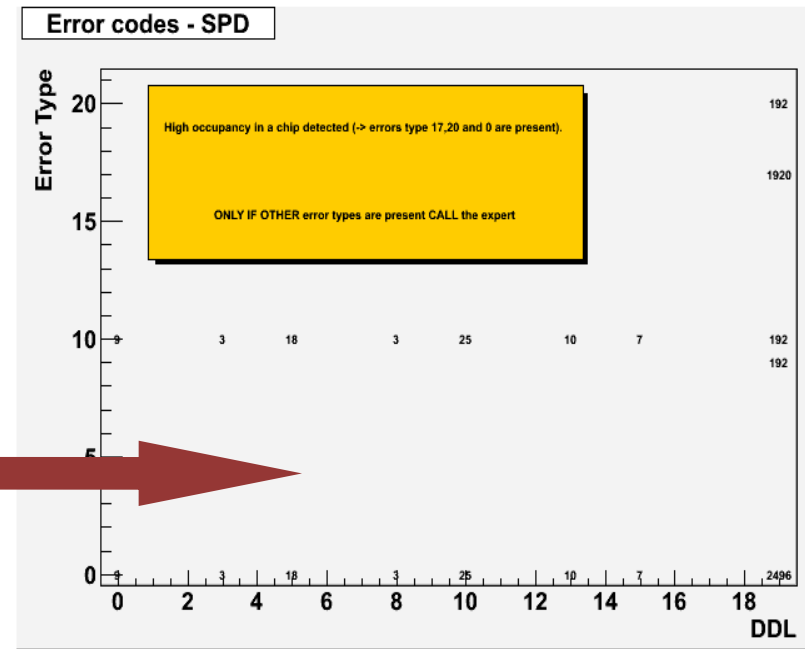 Error codes - SPD
Error Type
20
192
High occupancy in a chip detected (-> errors type 17,20 and 0 are present).
1920
15
ONLY IF OTHER error types are present CALL the expert
10
9 3 18 3 25 10 7 192
192
5
0
9 3 18 3 25 10 7 2496
0 2 4 6 8 10 12 14 16 18
DDL